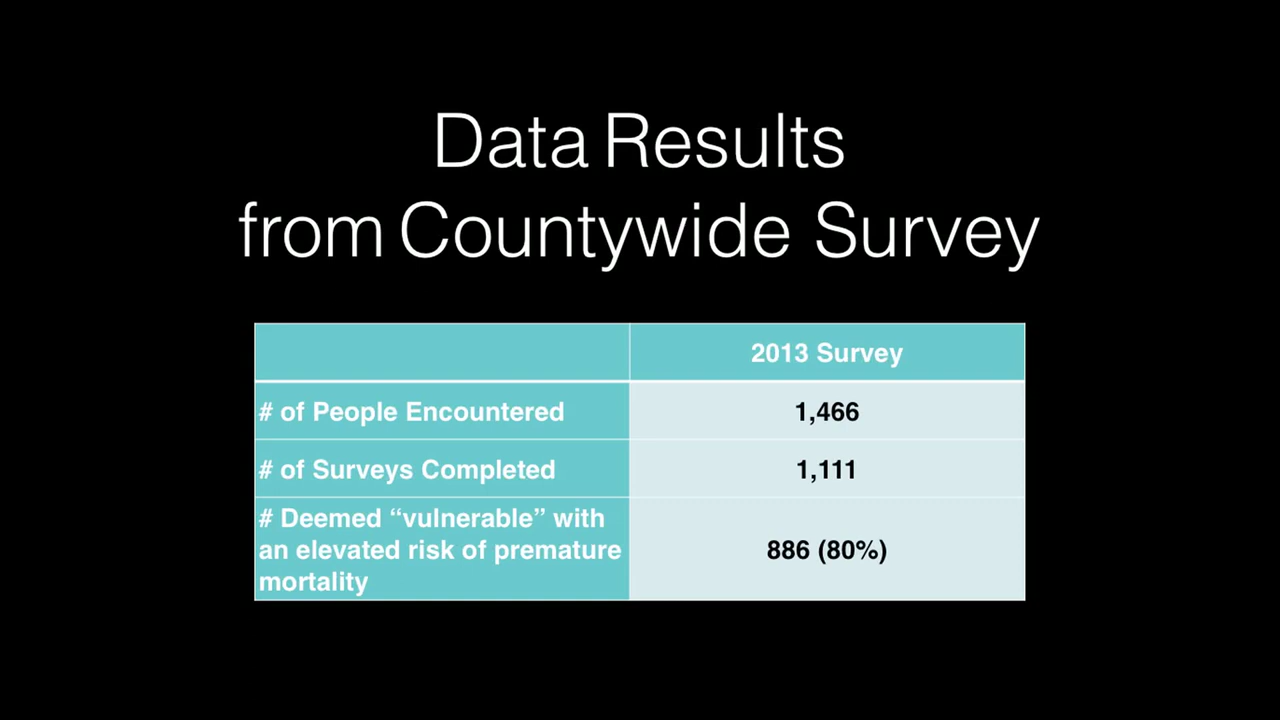 Data Results
from Countywide Survey
2013 Survey
# of People Encountered
1,466
# of Surveys Completed
1,111
# Deemed “vulnerable” with
an elevated risk of premature
mortality
886 (80%)